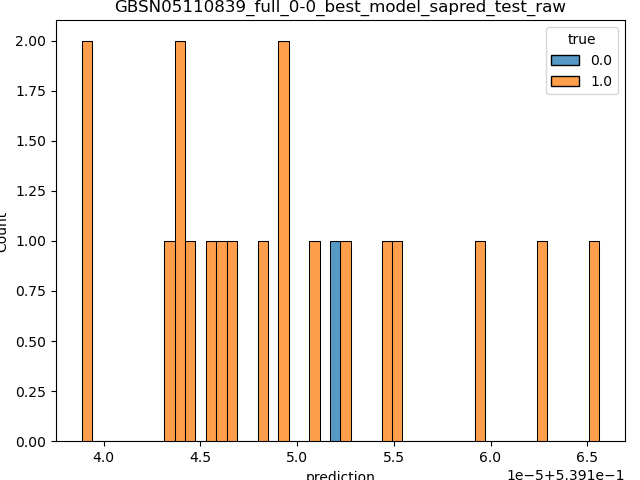 GBSN05110839_full_0-0_best_model_sapred_test_raw
true
0.0
1.0
2.00
1.75
1.50
1.25
1.00
0.75
0.50
0.25
0.00
Count
4.0 4.5 5.0 5.5 6.0 6.5
prediction
1e−5+5.391e−1